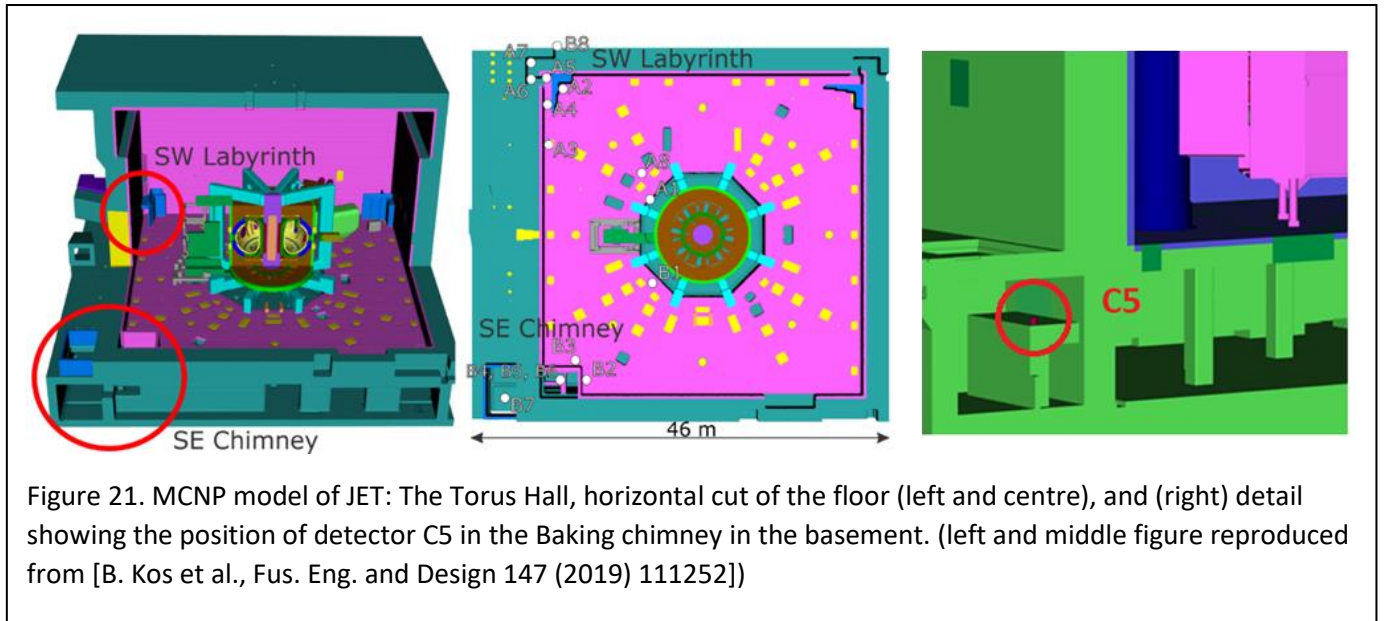 SW Labyrinth
SE Chimney
A7
B8
SW Labyrinth
A5
A6
A2
A4
A3
A8
A1
B1
SE Chimney
B3
B4, B5, B6
B2
B7
46 m
C5
Figure 21. MCNP model of JET: The Torus Hall, horizontal cut of the floor (left and centre), and (right) detail
showing the position of detector C5 in the Baking chimney in the basement. (left and middle figure reproduced
from [B. Kos et al., Fus. Eng. and Design 147 (2019) 111252])